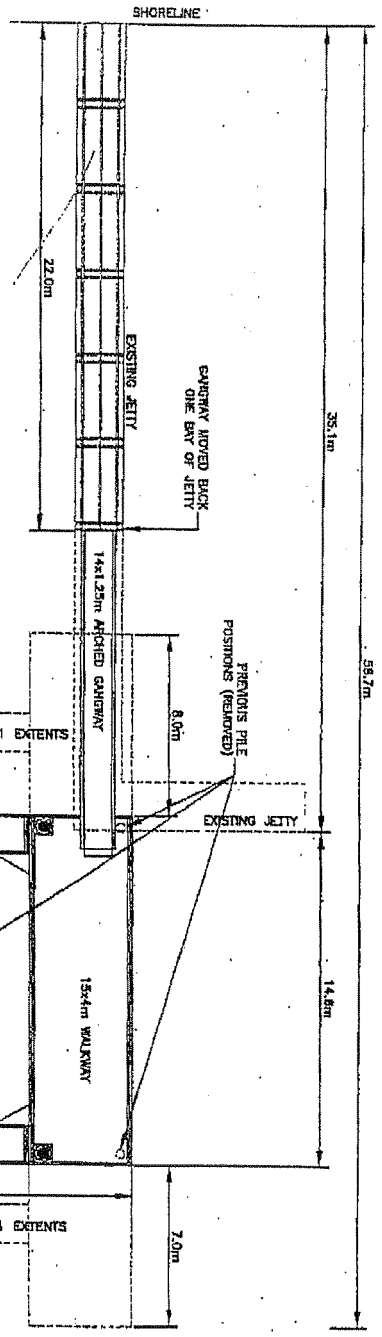 SHORELINE
58.7m
35.1m
22.0m
EXISTING JETTY
GANGWAY MOVED BACK
ONE BAY OF JETTY
14x1.25m ARCHED GANGWAY
PREVIOUS PILE
POSITIONS (REMOVED)
8.0m
EXTENTS
EXISTING JETTY
14.6m
15x4m WALKWAY
7.0m
EXTENTS